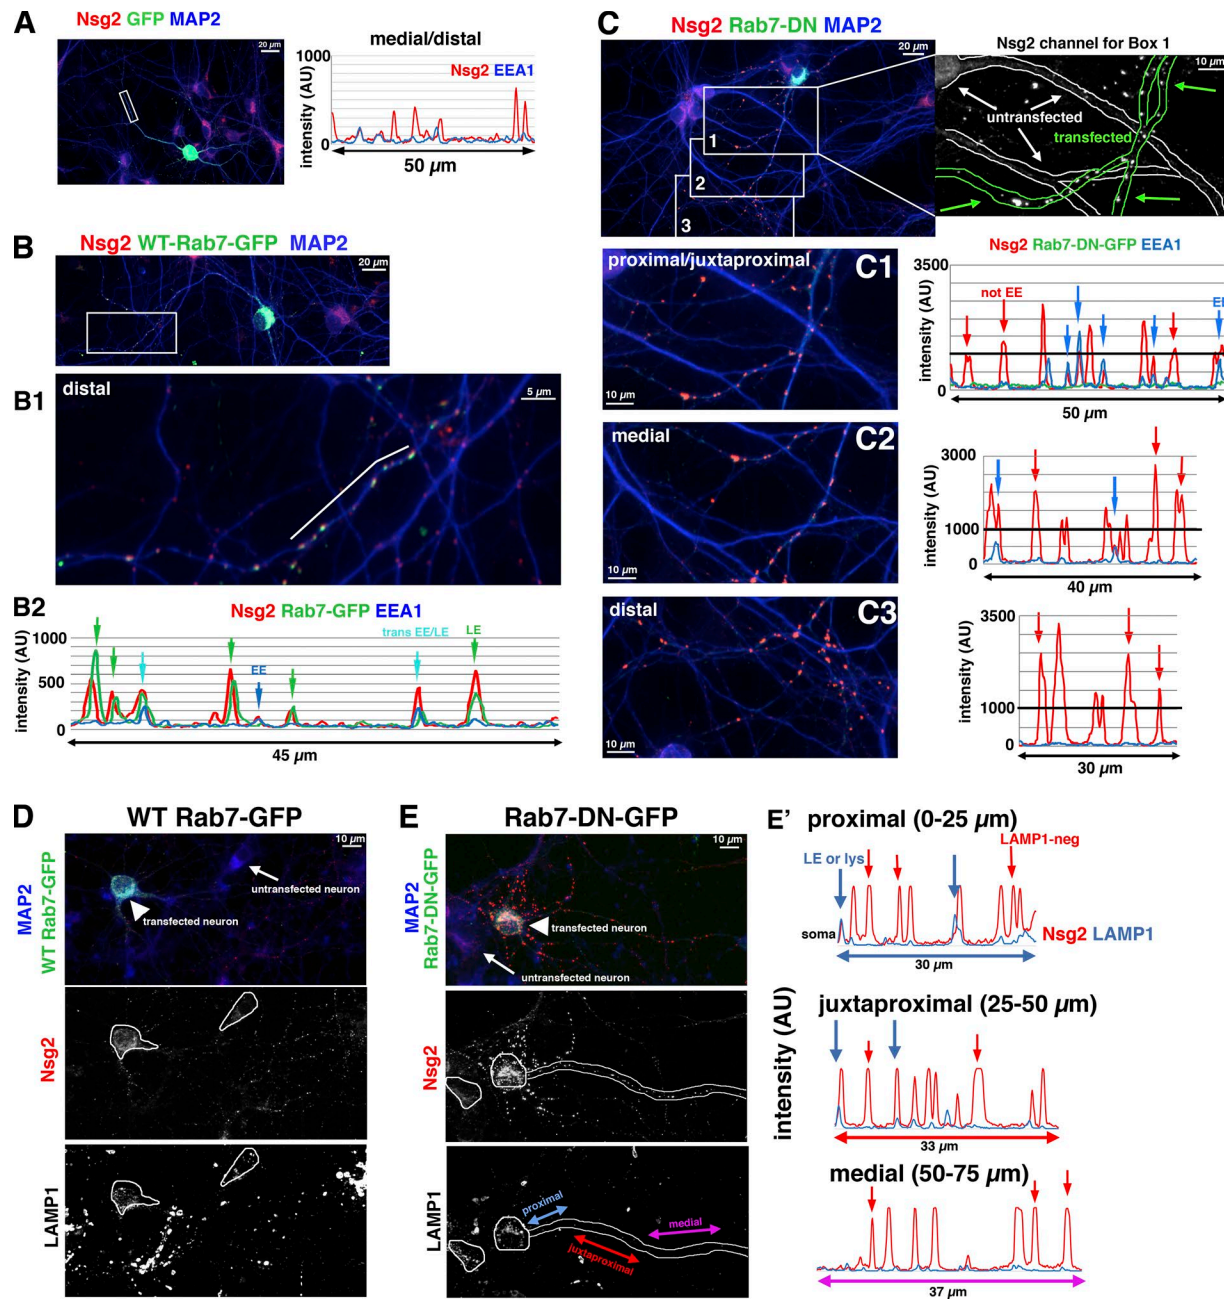 A
Nsg2 GFP MAP2
20 µm
medial/distal
1000
Nsg2 EEA1
intensity (AU)
0
50 µm
B
Nsg2 WT-Rab7-GFP MAP2
20 µm
B1
distal
5 µm
B2
Nsg2 Rab7-GFP EEA1
1000
trans EE/LE
LE
EE
500
intensity (AU)
0
45 µm
C
Nsg2 Rab7-DN MAP2
20 µm
1
2
3
Nsg2 channel for Box 1
10 µm
untransfected
transfected
proximal/juxtaproximal
C1
10 µm
Nsg2 Rab7-DN-GFP EEA1
3500
not EE
EE
intensity (AU)
0
50 µm
medial
C2
10 µm
3000
1000
intensity (AU)
0
40 µm
distal
C3
10 µm
3500
1000
intensity (AU)
0
30 µm
D
WT Rab7-GFP
10 µm
MAP2
WT Rab7-GFP
untransfected neuron
transfected neuron
Nsg2
LAMP1
E
Rab7-DN-GFP
10 µm
MAP2
Rab7-DN-GFP
transfected neuron
untransfected neuron
Nsg2
LAMP1
proximal
juxtaproximal
medial
E'
proximal (0-25 µm)
LAMP1-neg
LE or lys
soma
Nsg2 LAMP1
30 µm
juxtaproximal (25-50 µm)
intensity (AU)
33 µm
medial (50-75 µm)
37 µm